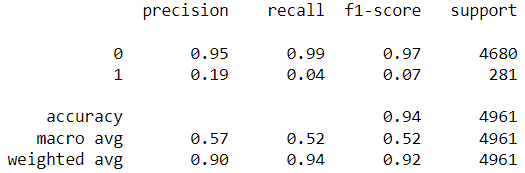 precision recall f1-score support
0 0.95 0.99 0.97 4680
1 0.19 0.04 0.07 281
accuracy 0.94 4961
macro avg 0.57 0.52 0.52 4961
weighted avg 0.90 0.94 0.92 4961